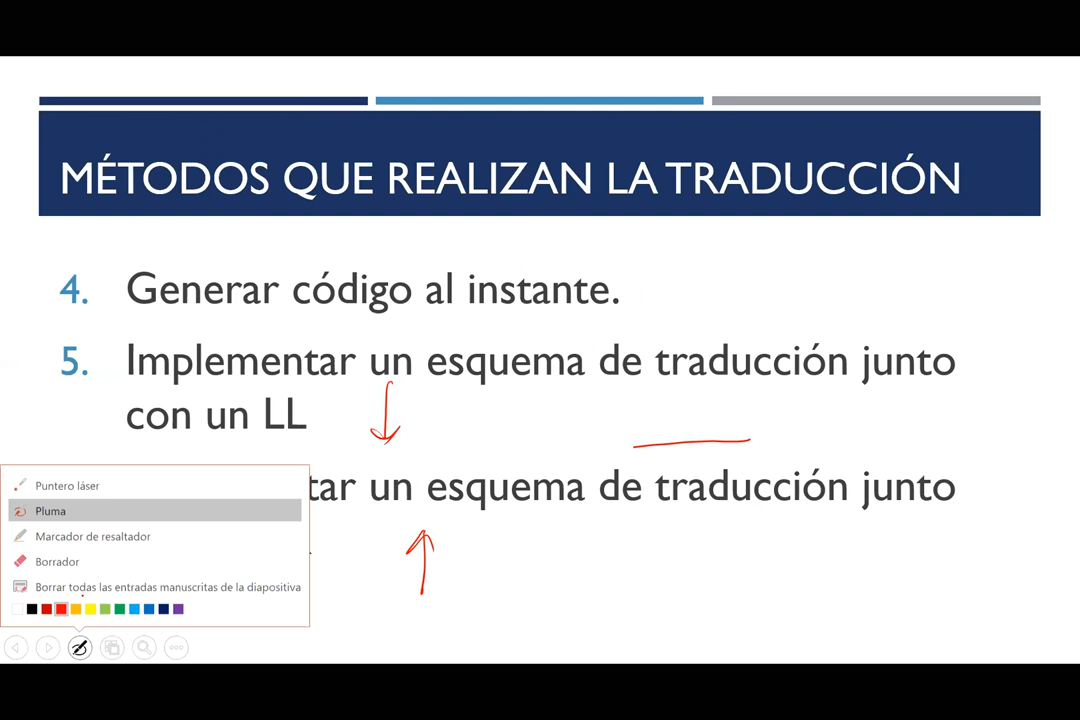 MÉTODOS QUE REALIZAN LA TRADUCCIÓN
4. Generar código al instante.
5. Implementar un esquema de traducción junto
con un LL
tar un esquema de traducción junto
Puntero láser
Pluma
Marcador de resaltador
Borrador
Borrar todas las entradas manuscritas de la diapositiva